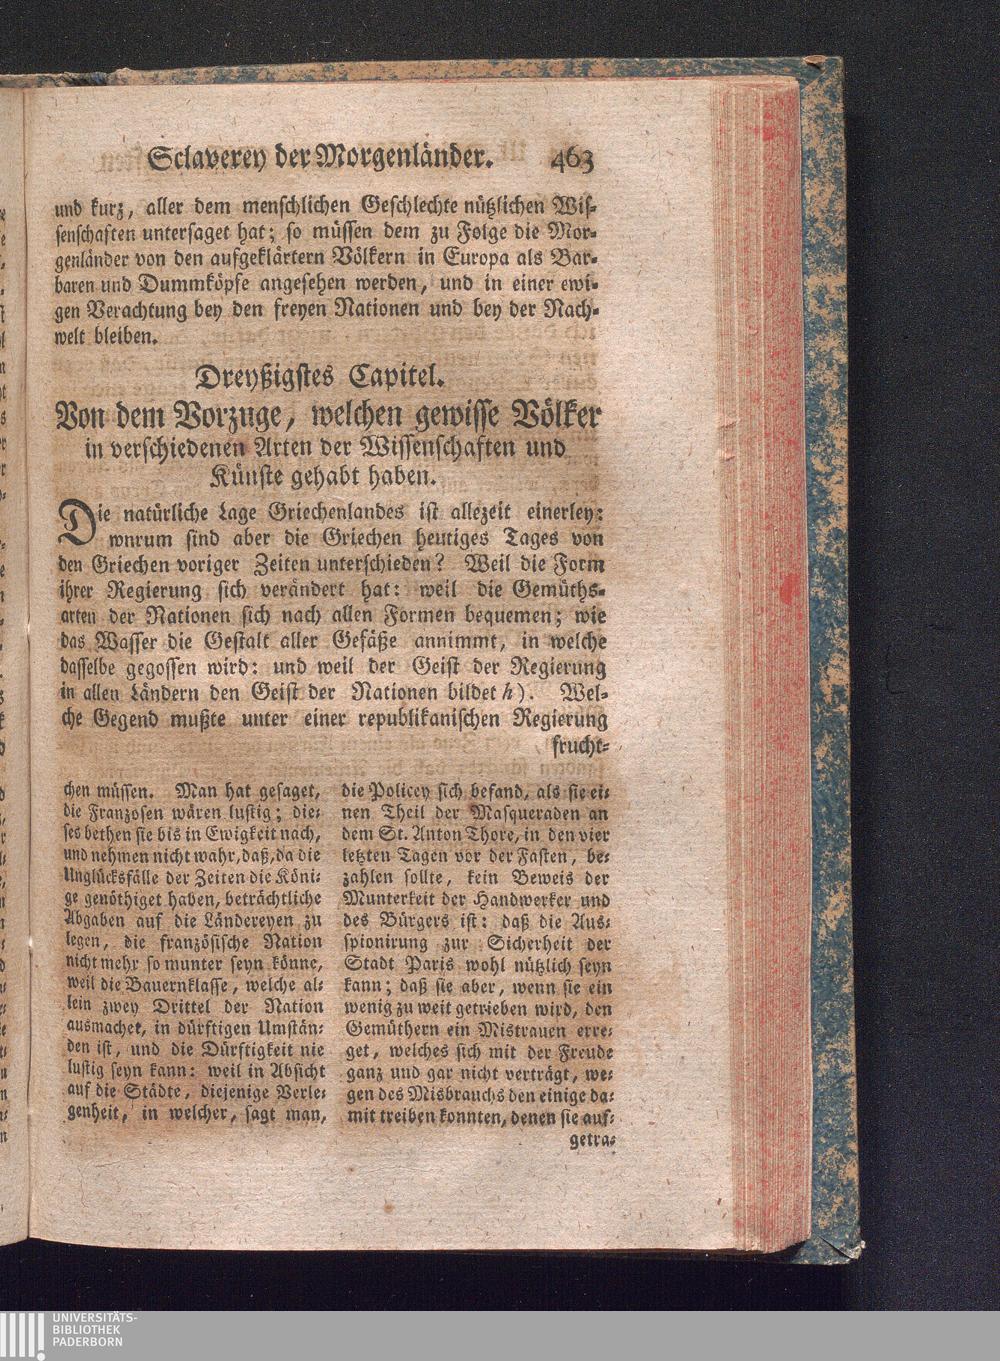 Sclaverey der Morgenländer. 463
und kurz, aller dem menschlichen Geschlechte nützlichen Wis-
senschaften untersaget hat; so müssen dem zu Folge die Mor-
genländer von den aufgeklärtern Völkern in Europa als Bar-
baren und Dummköpfe angesehen werden, und in einer ewi-
gen Verachtung bey den freyen Nationen und bey der Nach-
welt bleiben.
Dreyßigstes Capitel.
Von dem Vorzuge, welchen gewisse Völker
in verschiedenen Arten der Wissenschaften und
Künste gehabt haben.
Die natürliche Lage Griechenlandes ist allezeit einerley:
wnrum sind aber die Griechen heutiges Tages von
den Griechen voriger Zeiten unterschieden? Weil die Form
ihrer Regierung sich verändert hat: weil die Gemüths-
arten der Nationen sich nach allen Formen bequemen; wie
das Wasser die Gestalt aller Gefäße annimmt, in welche
dasselbe gegossen wird: und weil der Geist der Regierung
in allen Ländern den Geist der Nationen bildet h). Wel-
che Gegend mußte unter einer republikanischen Regierung
frucht-
chen müssen. Man hat gesaget,
die Franzosen wären lustig; die-
ses bethen sie bis in Ewigkeit nach,
und nehmen nicht wahr, daß, da die
Unglücksfälle der Zeiten die Köni-
ge genöthiget haben, beträchtliche
Abgaben auf die Ländereyen zu
legen, die französische Nation
nicht mehr so munter seyn könne,
weil die Bauernklasse, welche al-
lein zwey Drittel der Nation
ausmachet, in dürftigen Umstän-
den ist, und die Dürftigkeit nie
lustig seyn kann: weil in Absicht
auf die Städte, diejenige Verle-
genheit, in welcher, sagt man,
die Policey sich befand, als sie ei-
nen Theil der Masqueraden an
dem St. Anton Thore, in den vier
letzten Tagen vor der Fasten, be-
zahlen sollte, kein Beweis der
Munterkeit der Handwerker und
des Bürgers ist: daß die Aus-
spionirung zur Sicherheit der
Stadt Paris wohl nützlich seyn
kann; daß sie aber, wenn sie ein
wenig zu weit getrieben wird, den
Gemüthern ein Mistrauen erre-
get, welches sich mit der Freude
ganz und gar nicht verträgt, we-
gen des Misbrauchs den einige da-
mit treiben konnten, denen sie auf-
getra-
UNIVERSITÄTS-
BIBLIOTHEK
PADERBORN